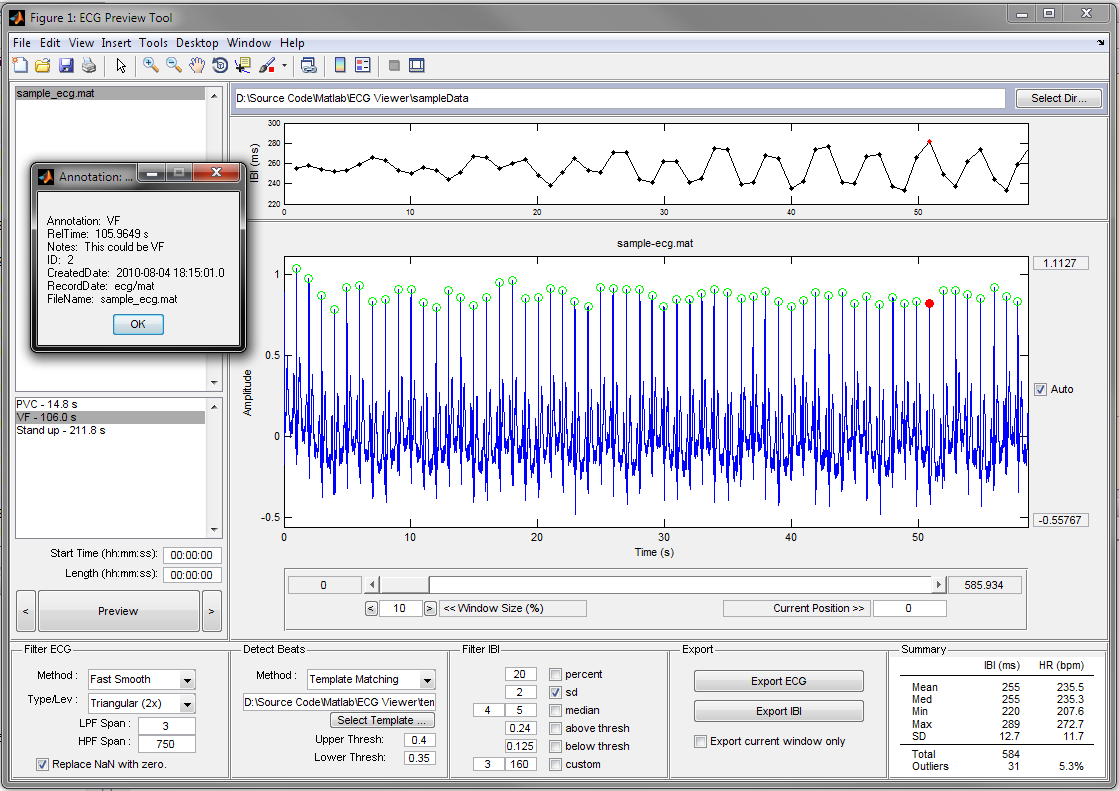 Figure 1: ECG Preview Tool
File Edit View Insert Tools Desktop Window Help
sample_ecg.mat
D:\Source Code\Matlab\ECG Viewer\sampleData
Select Dir...
300
280
260
240
220
IBI (ms)
0 10 20 30 40 50
Annotation: ...
Annotation: VF
RelTime: 105.9649 s
Notes: This could be VF
ID: 2
CreatedDate: 2010-08-04 18:15:01.0
RecordDate: ecg/mat
FileName: sample_ecg.mat
OK
sample-ecg.mat
1
0.5
0
-0.5
Amplitude
0 10 20 30 40 50
Time (s)
1.1127
Auto
-0.55767
PVC - 14.8 s
VF - 106.0 s
Stand up - 211.8 s
Start Time (hh:mm:ss): 00:00:00
Length (hh:mm:ss): 00:00:00
< Preview >
0 585.934
< 10 > << Window Size (%) Current Position >> 0
Filter ECG
Method : Fast Smooth
Type/Lev : Triangular (2x)
LPF Span : 3
HPF Span : 750
Replace NaN with zero.
Detect Beats
Method : Template Matching
D:\Source Code\Matlab\ECG Viewer\ten
Select Template ...
Upper Thresh: 0.4
Lower Thresh: 0.35
Filter IBI
20 percent
2 sd
4 5 median
0.24 above thresh
0.125 below thresh
3 160 custom
Export
Export ECG
Export IBI
Export current window only
Summary
IBI (ms) HR (bpm)
Mean 255 235.5
Med 255 235.3
Min 220 207.6
Max 289 272.7
SD 12.7 11.7
Total 584
Outliers 31 5.3%